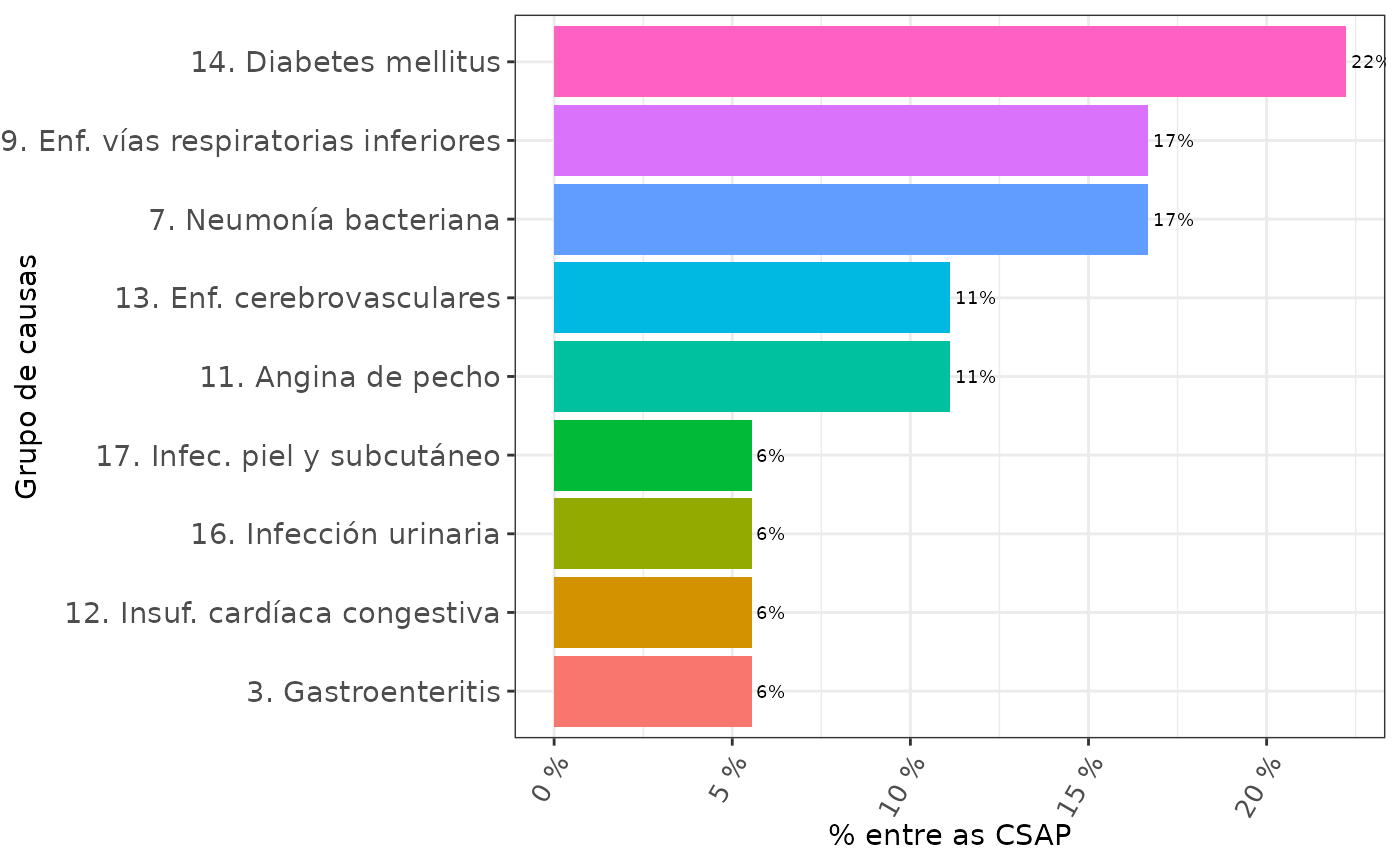 14. Diabetes mellitus
22%
9. Enf. vías respiratorias inferiores
17%
7. Neumonía bacteriana
17%
13. Enf. cerebrovasculares
11%
11. Angina de pecho
11%
17. Infec. piel y subcutáneo
6%
16. Infección urinaria
6%
12. Insuf. cardíaca congestiva
6%
3. Gastroenteritis
6%
Grupo de causas
0 %
5 %
10 %
15 %
20 %
% entre as CSAP